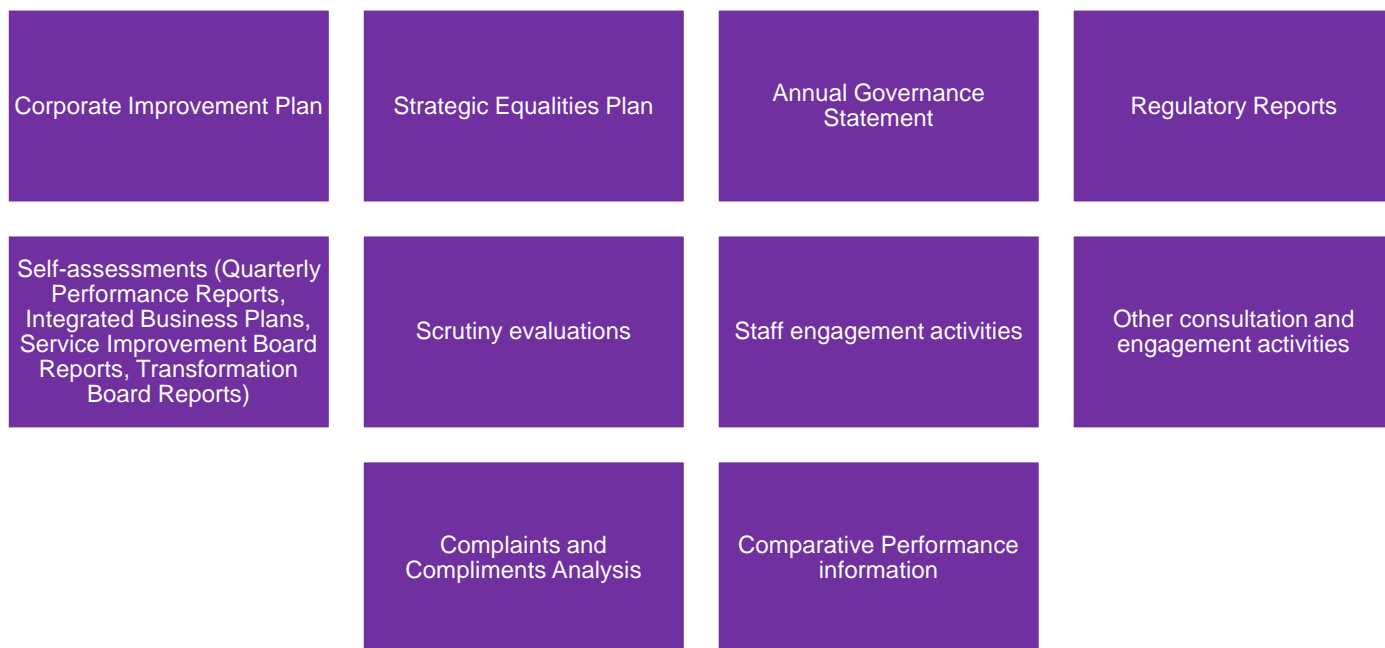 Corporate Improvement Plan
Strategic Equalities Plan
Annual Governance
Statement
Regulatory Reports
Self-assessments (Quarterly
Performance Reports,
Integrated Business Plans,
Service Improvement Board
Reports, Transformation
Board Reports)
Scrutiny evaluations
Staff engagement activities
Other consultation and
engagement activities
Complaints and
Compliments Analysis
Comparative Performance
information